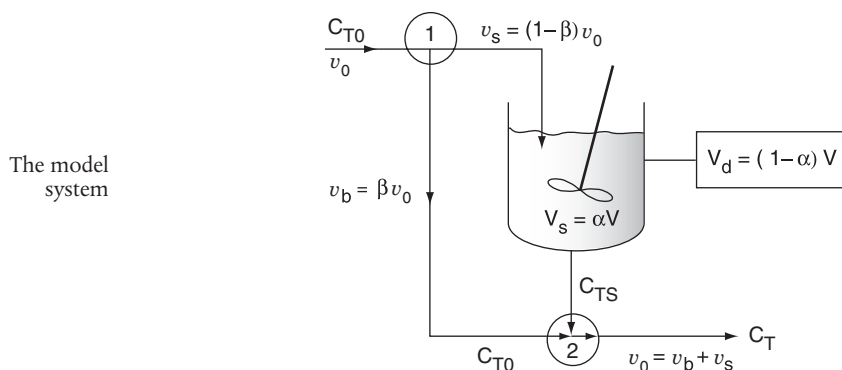 C_T0
v_0
1
v_s = (1–β) v_0
The model
system
v_b = β v_0
V_d = ( 1–α) V
V_s = αV
C_TS
C_T0
2
v_0 = v_b + v_s
C_T